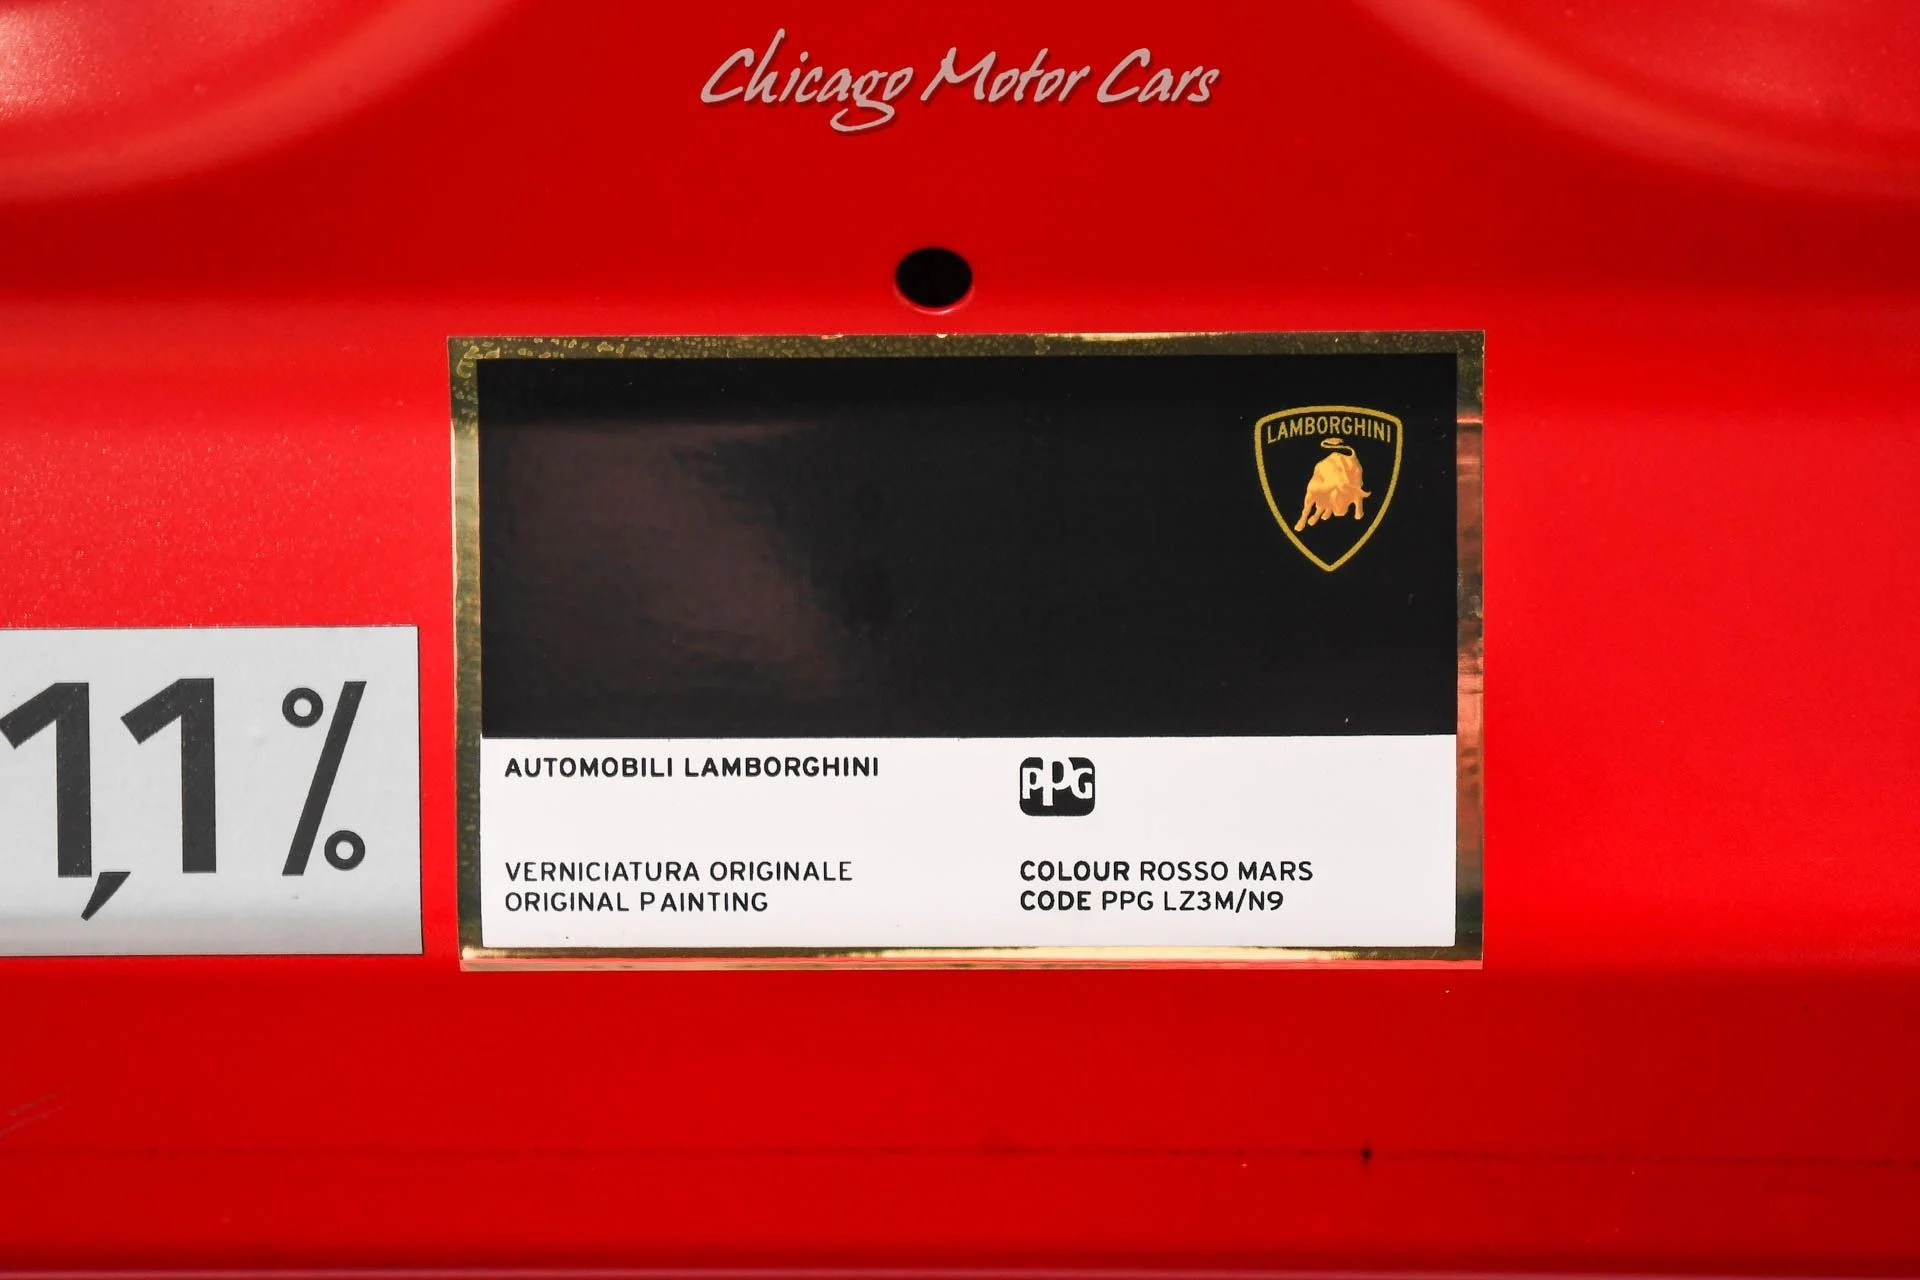 Chicago Motor Cars
LAMBORGHINI
1,1%
AUTOMOBILI LAMBORGHINI
PPG
VERNICIATURA ORIGINALE
ORIGINAL PAINTING
COLOUR ROSSO MARS
CODE PPG LZ3M/N9